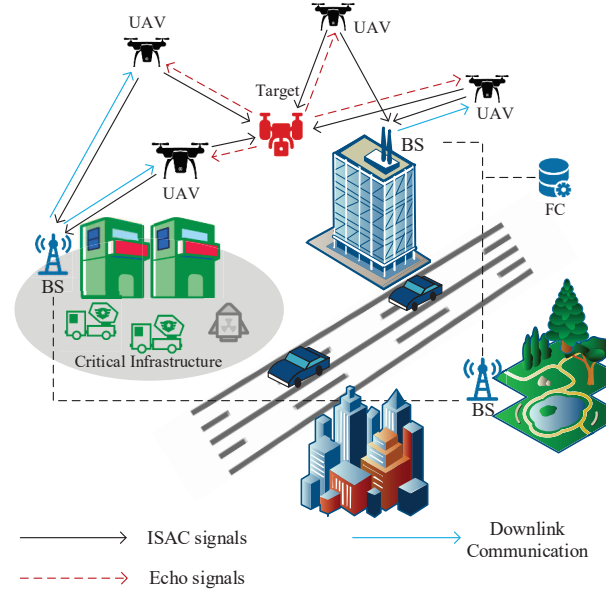 UAV
UAV
Target
UAV
UAV
BS
FC
BS
Critical Infrastructure
BS
ISAC signals
Downlink
Communication
Echo signals